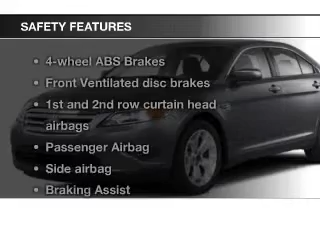 SAFETY FEATURES
• 4-wheel ABS Brakes
• Front Ventilated disc brakes
• 1st and 2nd row curtain head
airbags
• Passenger Airbag
• Side airbag
• Braking Assist